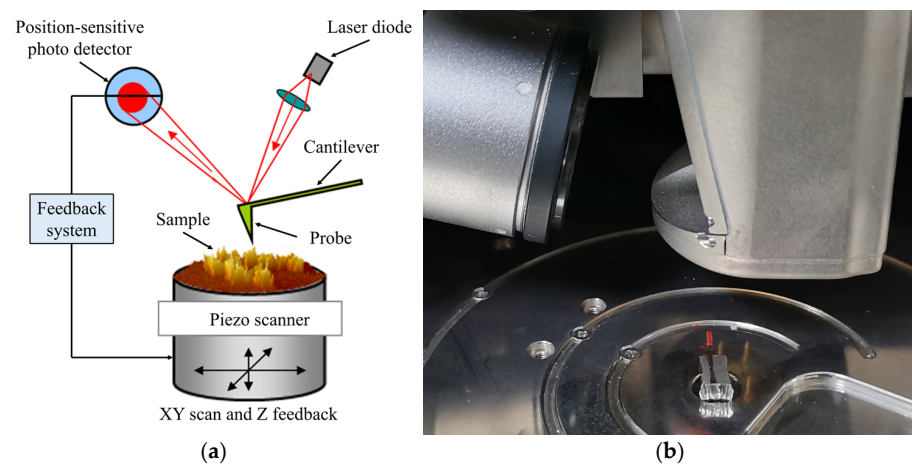 Position-sensitive
photo detector
Laser diode
Cantilever
Feedback
system
Sample
Probe
Piezo scanner
XY scan and Z feedback
(a)
(b)